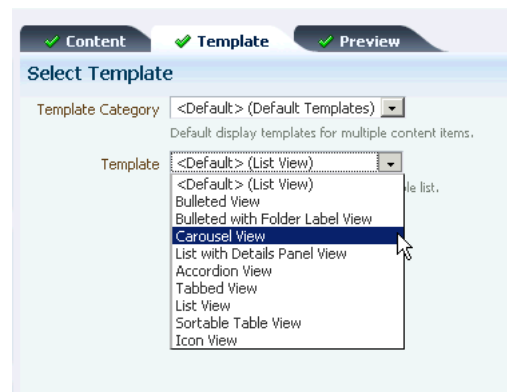 Content Template Preview
Select Template
Template Category <Default> (Default Templates)
Default display templates for multiple content items.
Template <Default> (List View)
<Default> (List View)
le list.
Bulleted View
Bulleted with Folder Label View
Carousel View
List with Details Panel View
Accordion View
Tabbed View
List View
Sortable Table View
Icon View